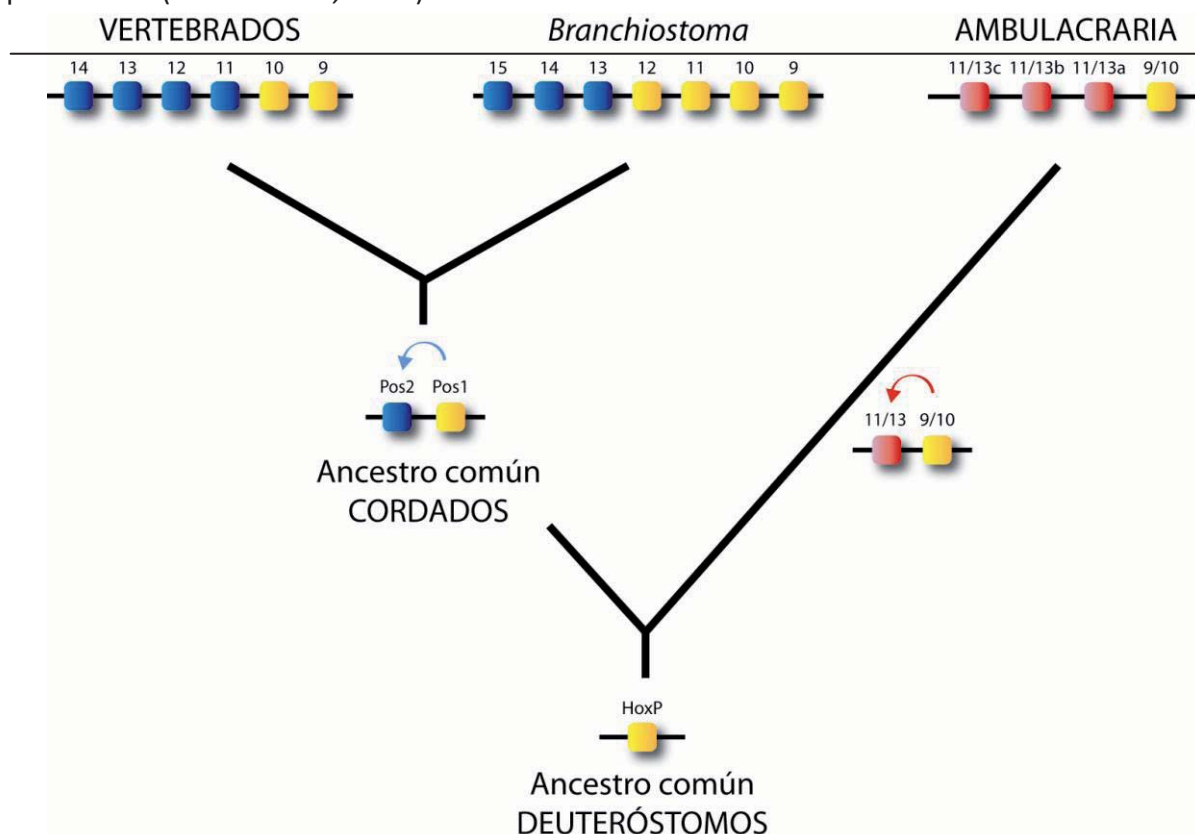 VERTEBRADOS Branchiostoma AMBULACRARIA
14 13 12 11 10 9 15 14 13 12 11 10 9 11/13c 11/13b 11/13a 9/10
Pos2 Pos1
11/13 9/10
Ancestro común
CORDADOS
HoxP
Ancestro común
DEUTERÓSTOMOS